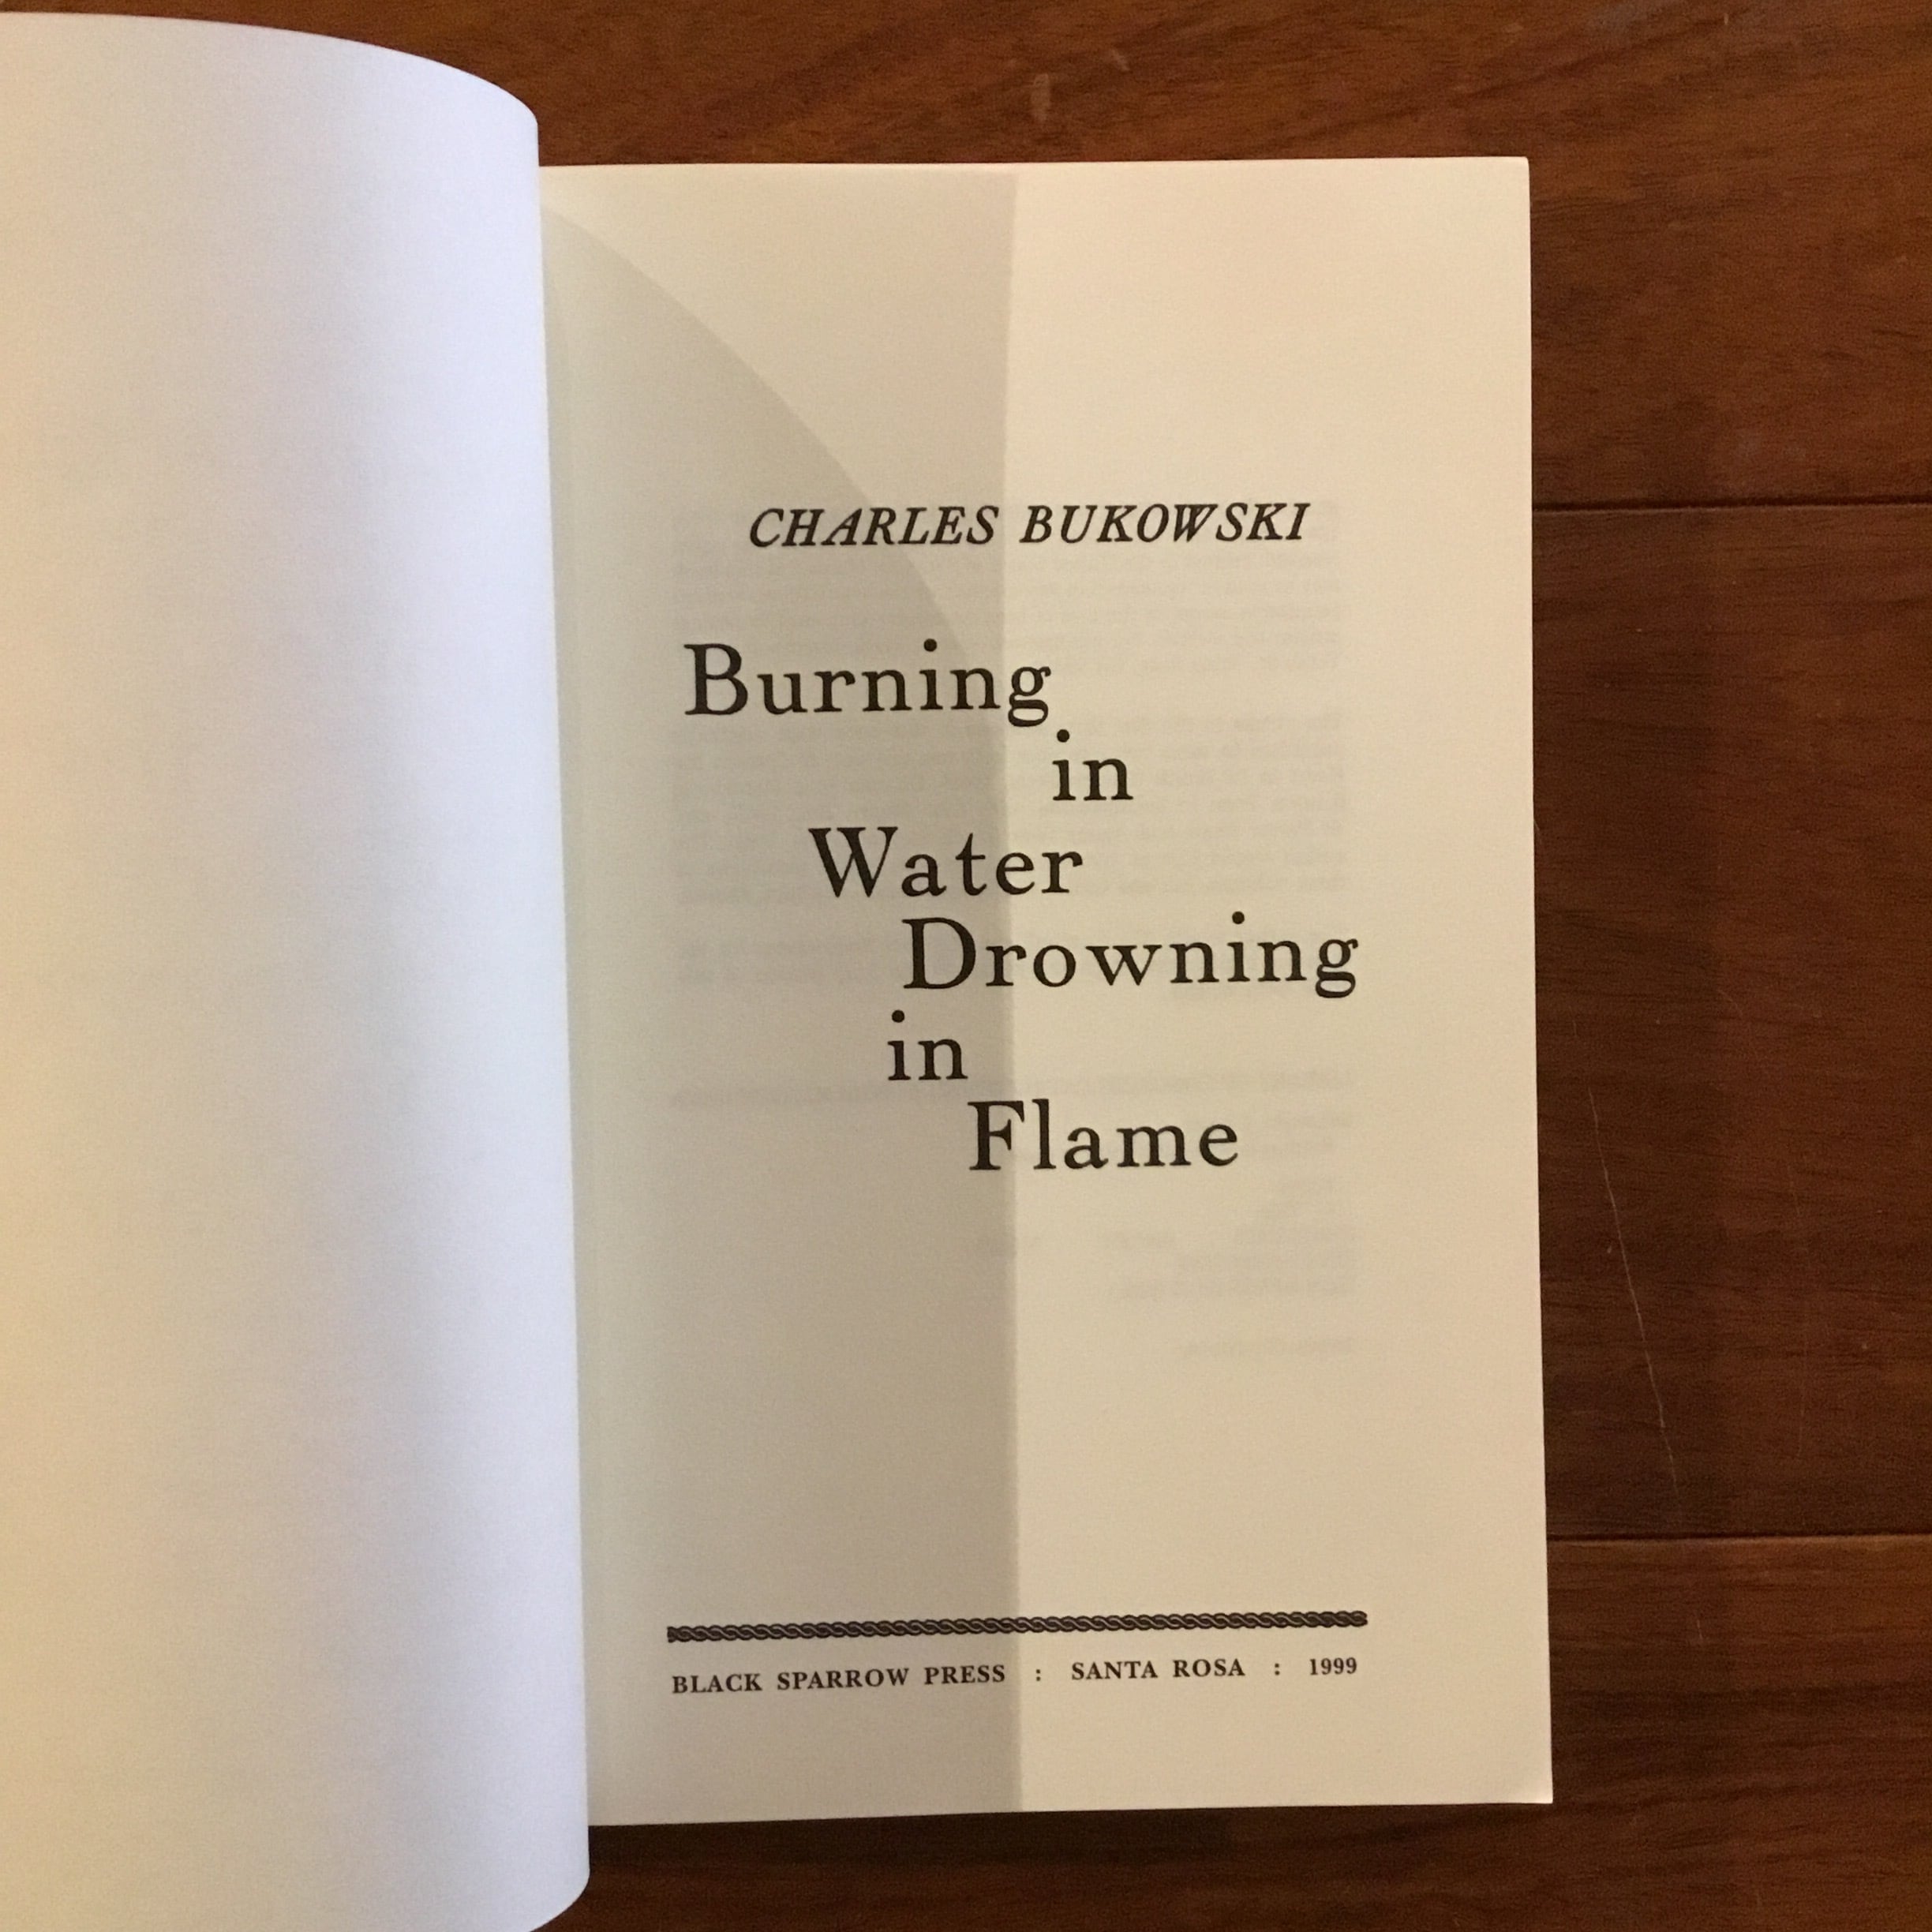 CHARLES BUKOWSKI
Burning
in
Water
Drowning
in
Flame
BLACK SPARROW PRESS : SANTA ROSA : 1999